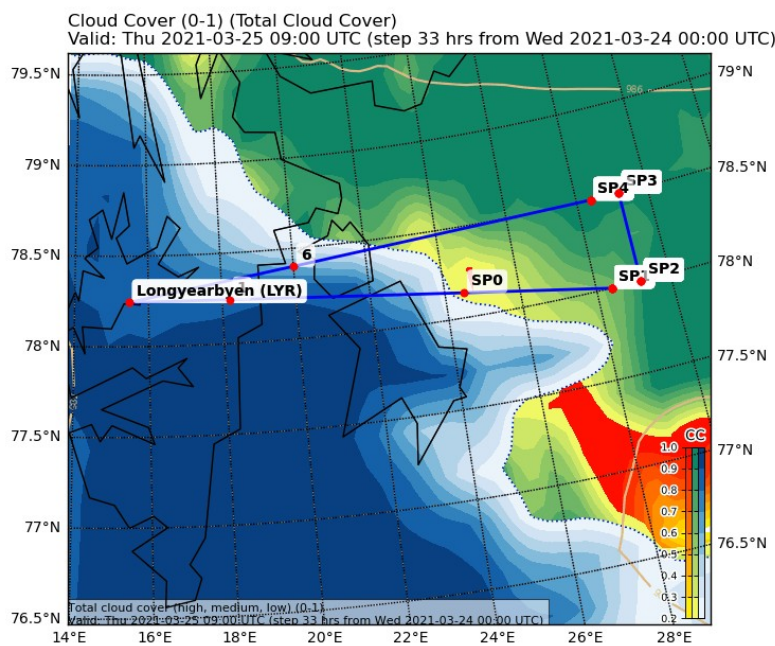 Cloud Cover (0-1) (Total Cloud Cover)
Valid: Thu 2021-03-25 09:00 UTC (step 33 hrs from Wed 2021-03-24 00:00 UTC)
79.5°N
79°N
986
79°N
SP4
SP3
78.5°N
78.5°N
6
SP0
SP2
78°N
Longyearbyen (LYR)
78°N
77.5°N
77.5°N
CC
77°N
1.0
0.9
0.8
0.7
0.6
0.5
0.4
0.3
0.2
77°N
76.5°N
76.5°N
Total cloud cover (high, medium, low) (0-1)
Valid: Thu 2021-03-25 09:00 UTC (step 33 hrs from Wed 2021-03-24 00:00 UTC)
14°E
16°E
18°E
20°E
22°E
24°E
26°E
28°E